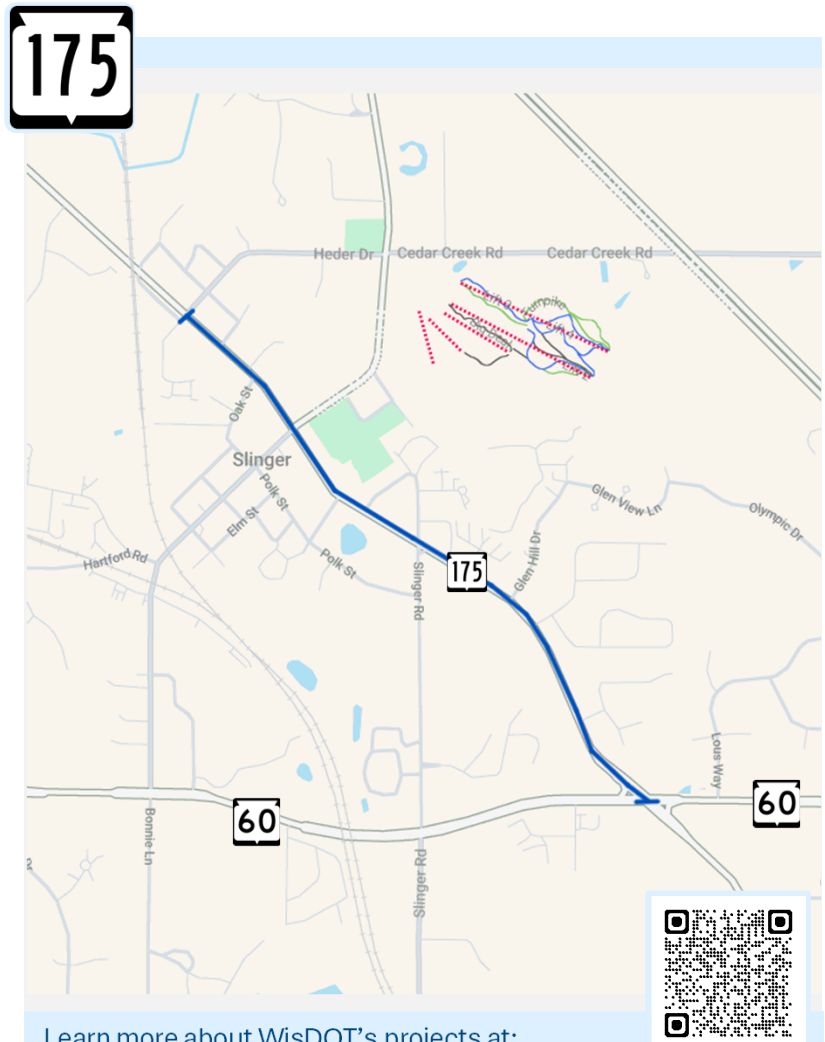 175
Heder Dr
Cedar Creek Rd
Cedar Creek Rd
Oak St
Slinger
Polk St
Elm St
Glen View Ln
Olympic Dr
Hartford Rd
Polk St
Slinger Rd
175
Glen Hill Dr
Lous Way
60
60
Bonnie Ln
Slinger Rd
Learn more about WisDOT's projects at: